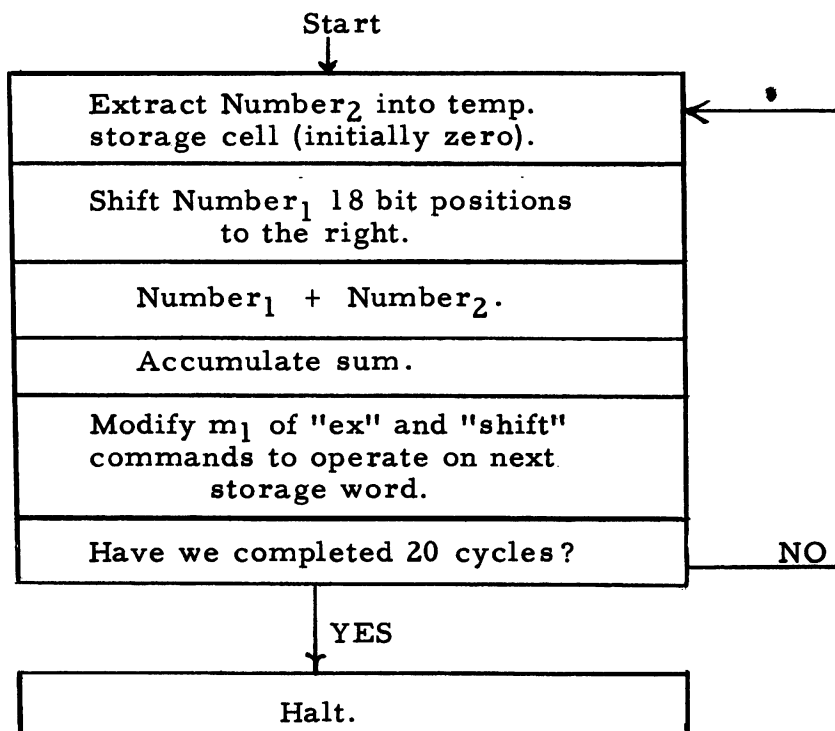 Start
Extract Number2 into temp.
storage cell (initially zero).
Shift Number1 18 bit positions
to the right.
Number1 + Number2.
Accumulate sum.
Modify m1 of "ex" and "shift"
commands to operate on next
storage word.
Have we completed 20 cycles?
NO
YES
Halt.